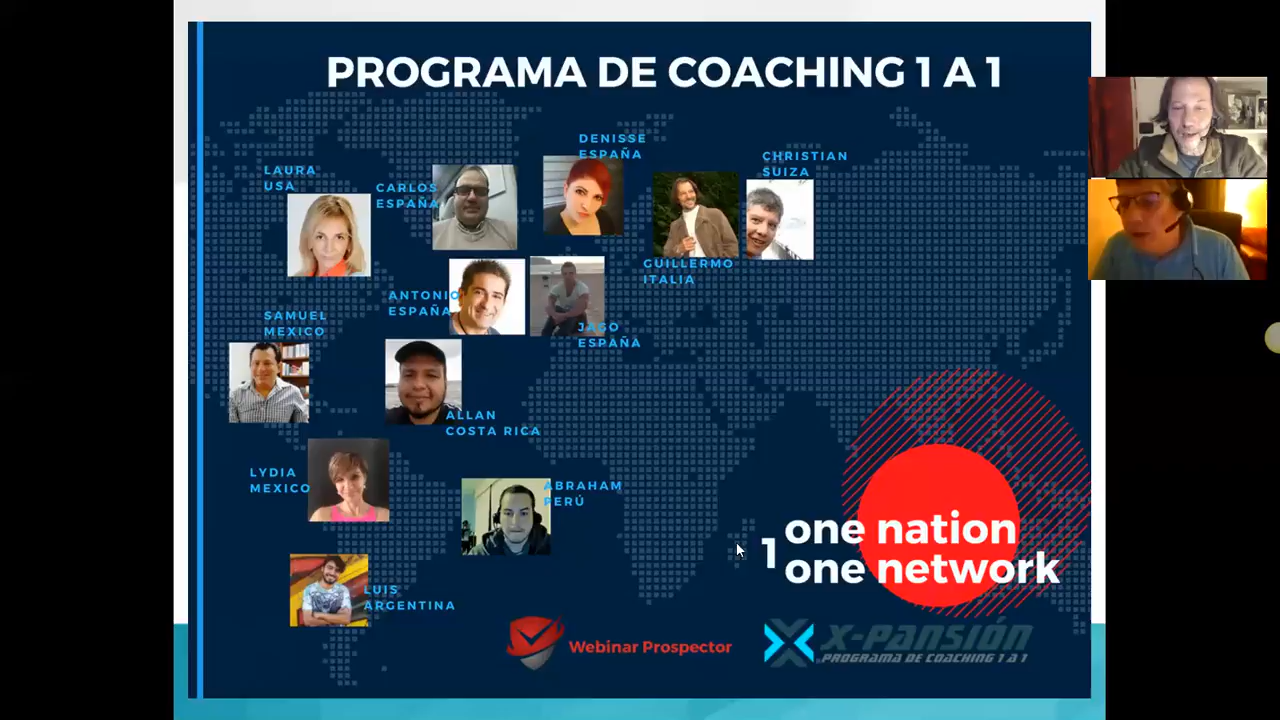 PROGRAMA DE COACHING 1 A 1
DENISSE
ESPAÑA
CHRISTIAN
SUIZA
LAURA
USA
CARLOS
ESPAÑA
GUILLERMO
ITALIA
ANTONIO
ESPAÑA
SAMUEL
MEXICO
JAGO
ESPAÑA
ALLAN
COSTA RICA
LYDIA
MEXICO
ABRAHAM
PERÚ
LUIS
ARGENTINA
1 one nation
one network
Webinar Prospector
X-PANSIÓN
PROGRAMA DE COACHING 1 A 1